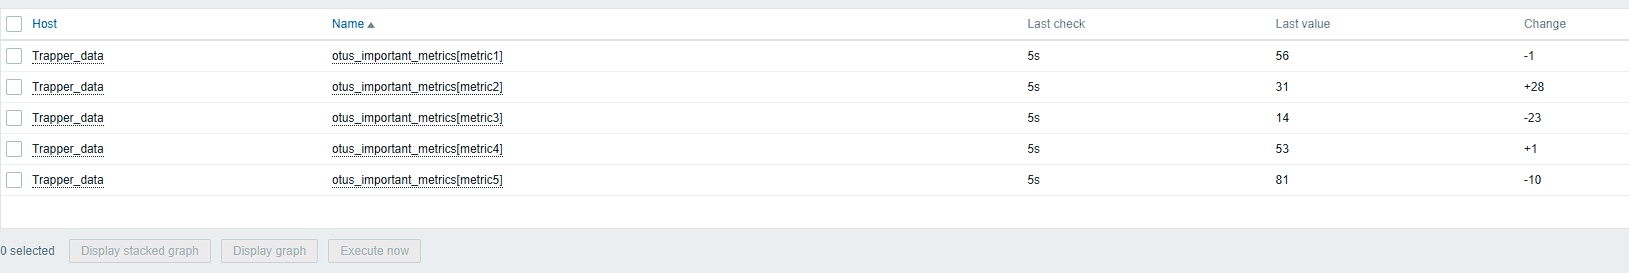 Host Name Last check Last value Change
Trapper_data otus_important_metrics[metric1] 5s 56 -1
Trapper_data otus_important_metrics[metric2] 5s 31 +28
Trapper_data otus_important_metrics[metric3] 5s 14 -23
Trapper_data otus_important_metrics[metric4] 5s 53 +1
Trapper_data otus_important_metrics[metric5] 5s 81 -10
0 selected Display stacked graph Display graph Execute now